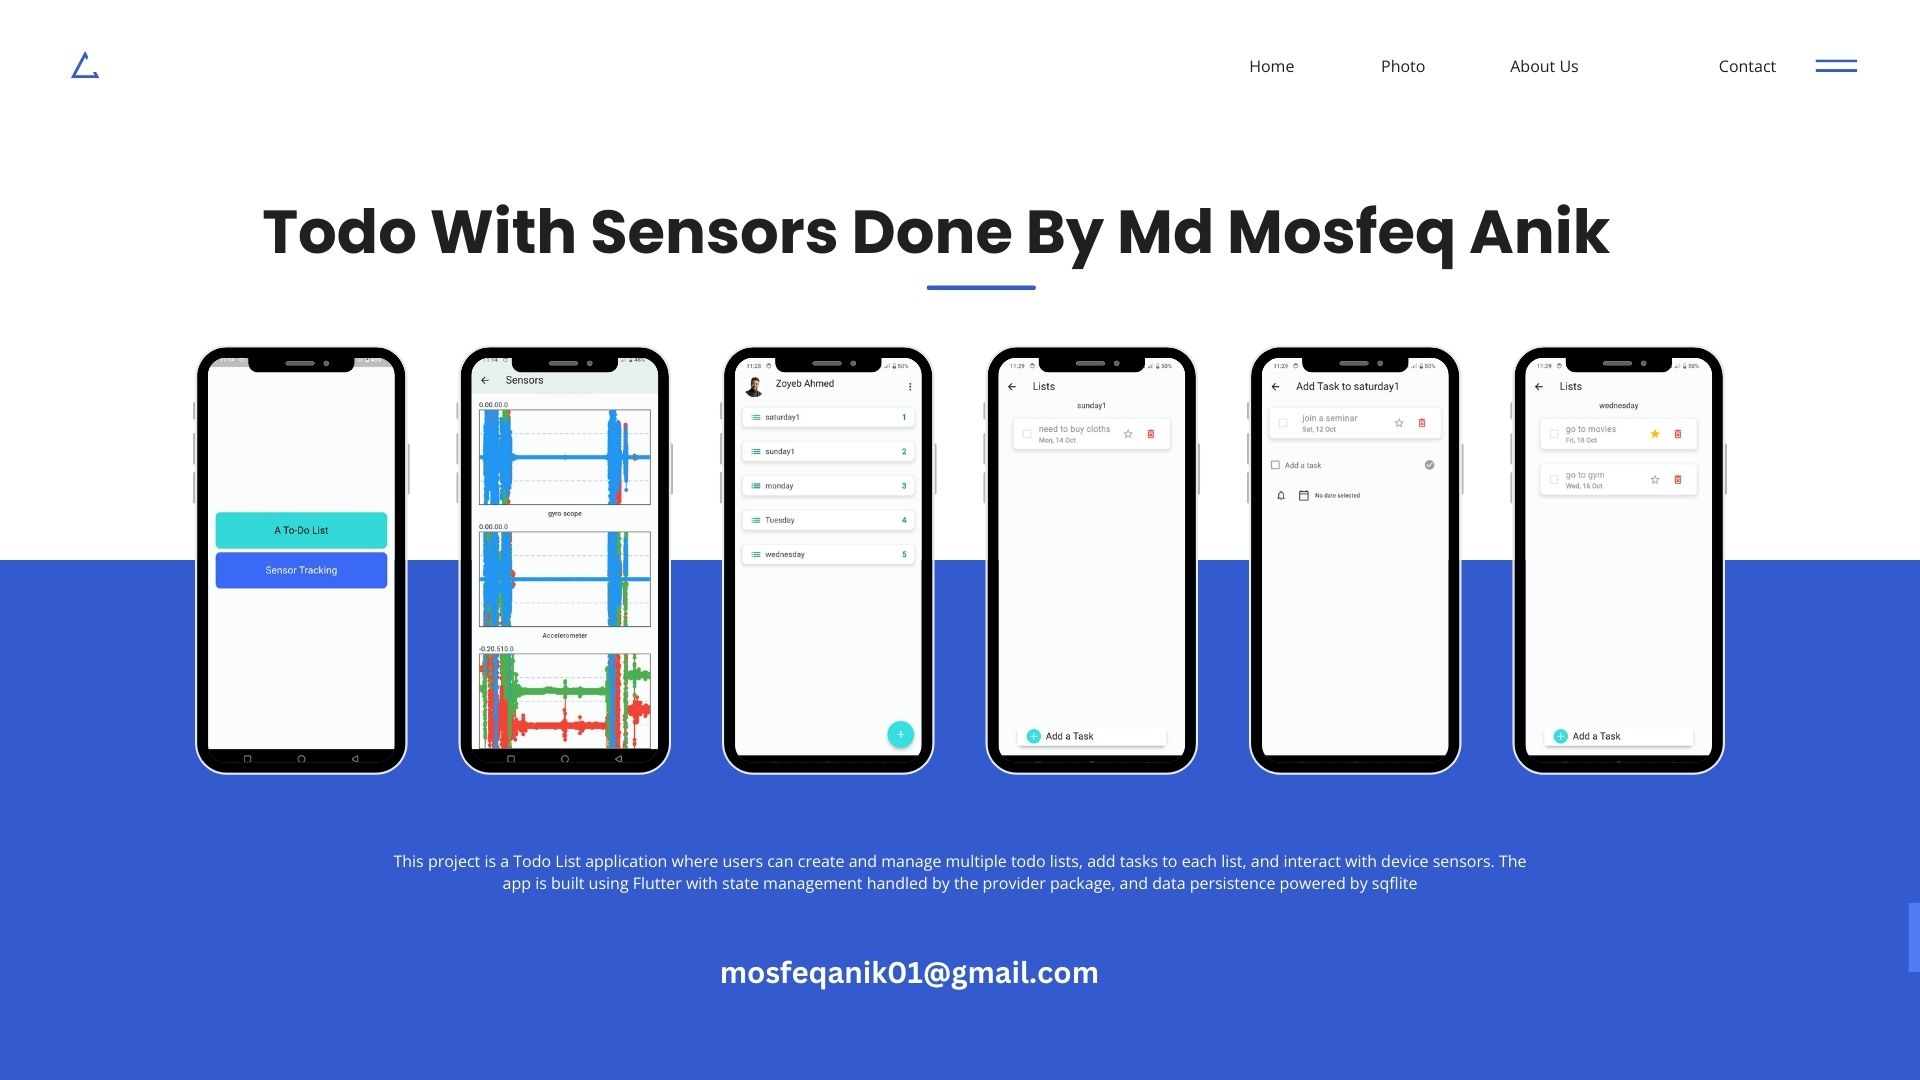 Home
Photo
About Us
Contact
Todo With Sensors Done By Md Mosfeq Anik
A To-Do List
Sensor Tracking
Sensors
0.00.00.0
gyro scope
0.00.00.0
Accelerometer
-0.20.510.0
11:28
50%
Zoyeb Ahmed
saturday1 1
sunday1 2
monday 3
Tuesday 4
wednesday 5
11:29
50%
Lists
sunday1
need to buy cloths
Mon, 14 Oct
Add a Task
11:29
50%
Add Task to saturday1
join a seminar
Sat, 12 Oct
Add a task
No date selected
11:29
50%
Lists
wednesday
go to movies
Fri, 18 Oct
go to gym
Wed, 16 Oct
Add a Task
This project is a Todo List application where users can create and manage multiple todo lists, add tasks to each list, and interact with device sensors. The
app is built using Flutter with state management handled by the provider package, and data persistence powered by sqflite
mosfeqanik01@gmail.com